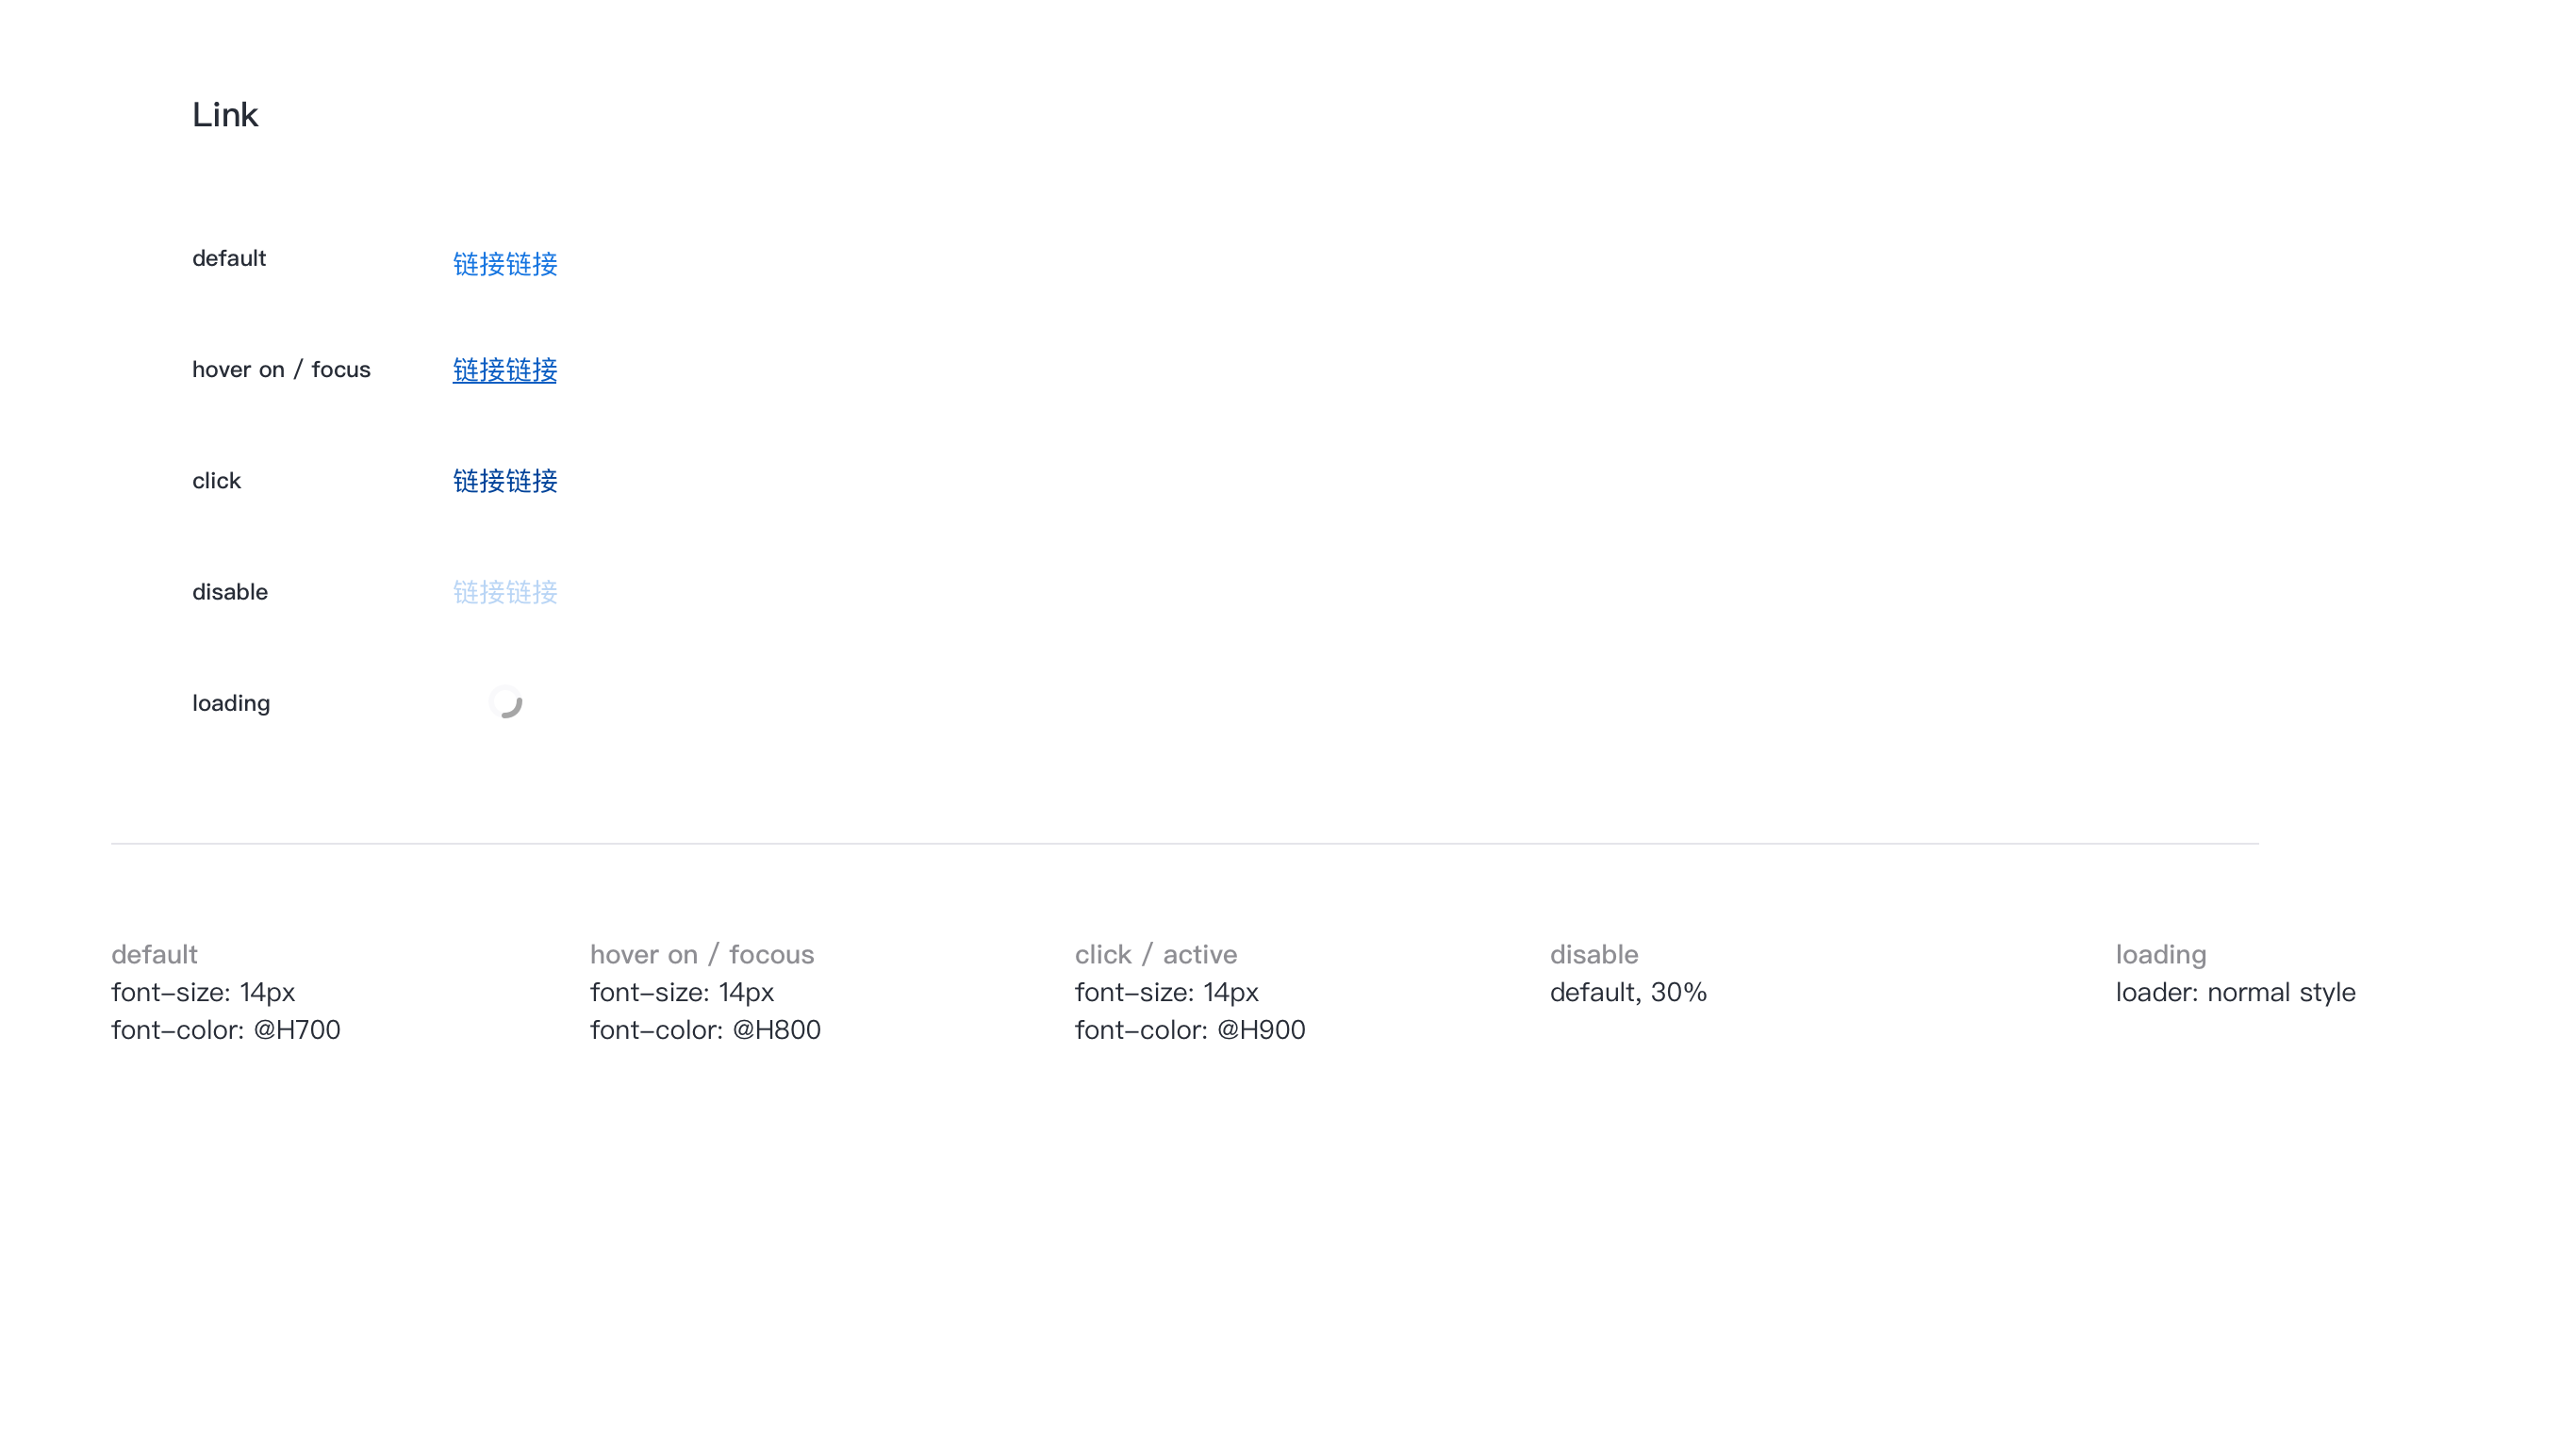 Link
default 链接链接
hover on / focus 链接链接
click 链接链接
disable 链接链接
loading
default
font-size: 14px
font-color: @H700
hover on / focous
font-size: 14px
font-color: @H800
click / active
font-size: 14px
font-color: @H900
disable
default, 30%
loading
loader: normal style